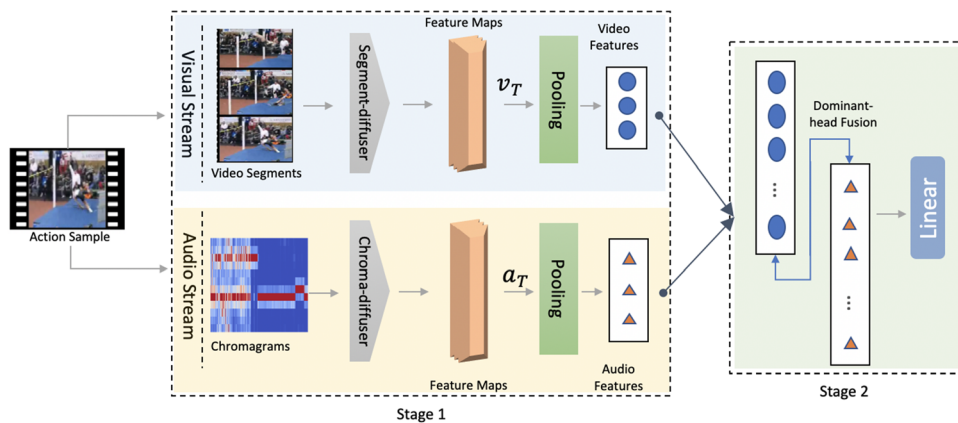 Feature Maps
Video
Features
Visual Stream
Segment-diffuser
v_T
Pooling
Video Segments
Dominant-
head Fusion
...
Linear
Action Sample
Audio Stream
Chroma-diffuser
a_T
Pooling
...
Chromagrams
Feature Maps
Audio
Features
Stage 1
Stage 2